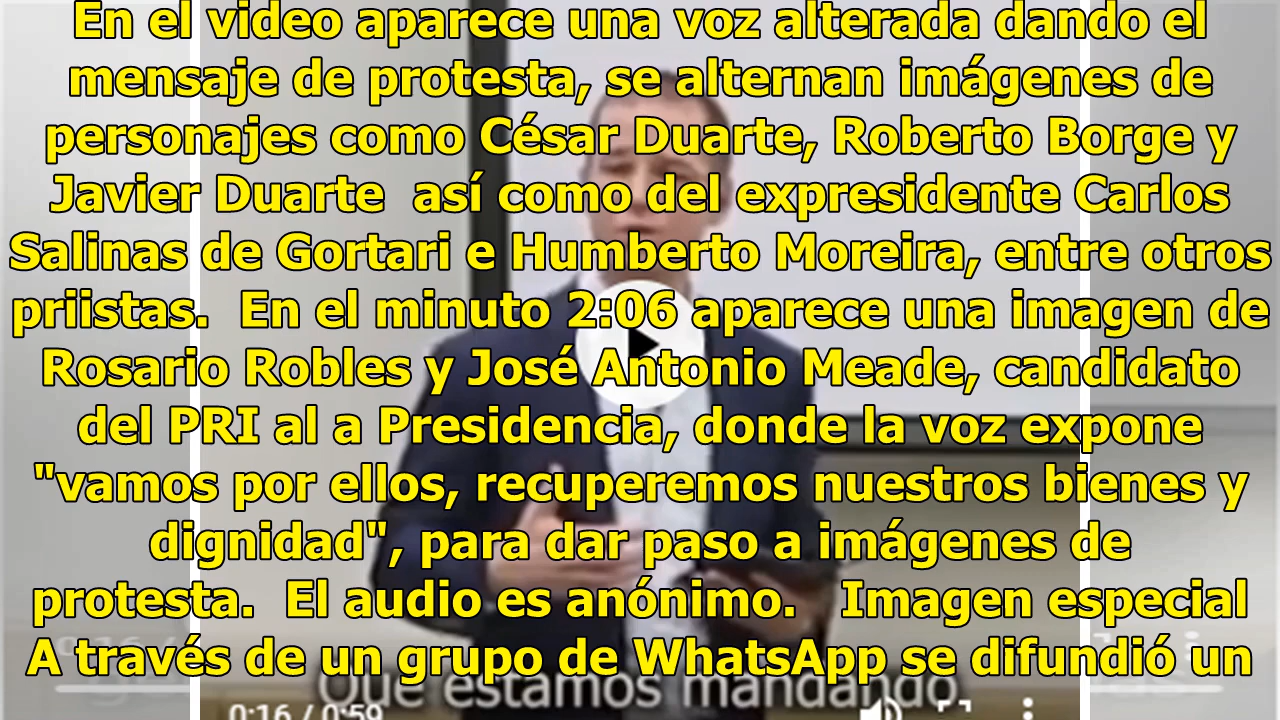 En el video aparece una voz alterada dando el
mensaje de protesta, se alternan imágenes de
personajes como César Duarte, Roberto Borge y
Javier Duarte  así como del expresidente Carlos
Salinas de Gortari e Humberto Moreira, entre otros
priistas.  En el minuto 2:06 aparece una imagen de
Rosario Robles y José Antonio Meade, candidato
del PRI al a Presidencia, donde la voz expone
"vamos por ellos, recuperemos nuestros bienes y
dignidad", para dar paso a imágenes de
protesta.  El audio es anónimo.   Imagen especial
A través de un grupo de WhatsApp se difundió un
Que estamos mandando,
0:16 / 0:59